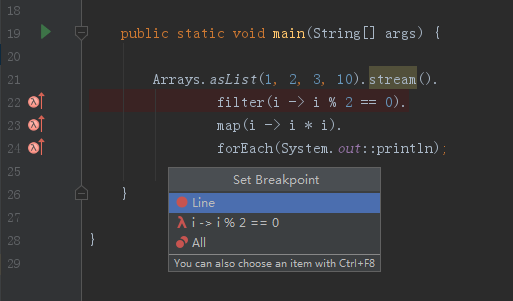 18
19 public static void main(String[] args) {
20
21 Arrays.asList(1, 2, 3, 10).stream().
22 filter(i -> i % 2 == 0).
23 map(i -> i * i).
24 forEach(System.out::println);
Set Breakpoint
Line
26 }
λ i -> i % 2 == 0
27
All
28 }
You can also choose an item with Ctrl+F8
29